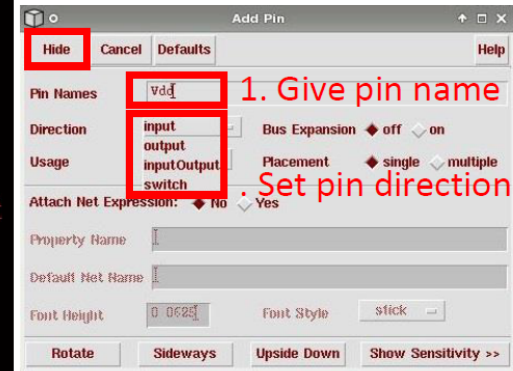 Add Pin
Hide Cancel Defaults Help
Pin Names Vdd 1. Give pin name
Direction input Bus Expansion off on
output
Usage inputOutput Placement single multiple
switch . Set pin direction
Attach Net Expression: No Yes
Property Name
Default Net Name
Font Height 0.0625 Font Style stick
Rotate Sideways Upside Down Show Sensitivity >>